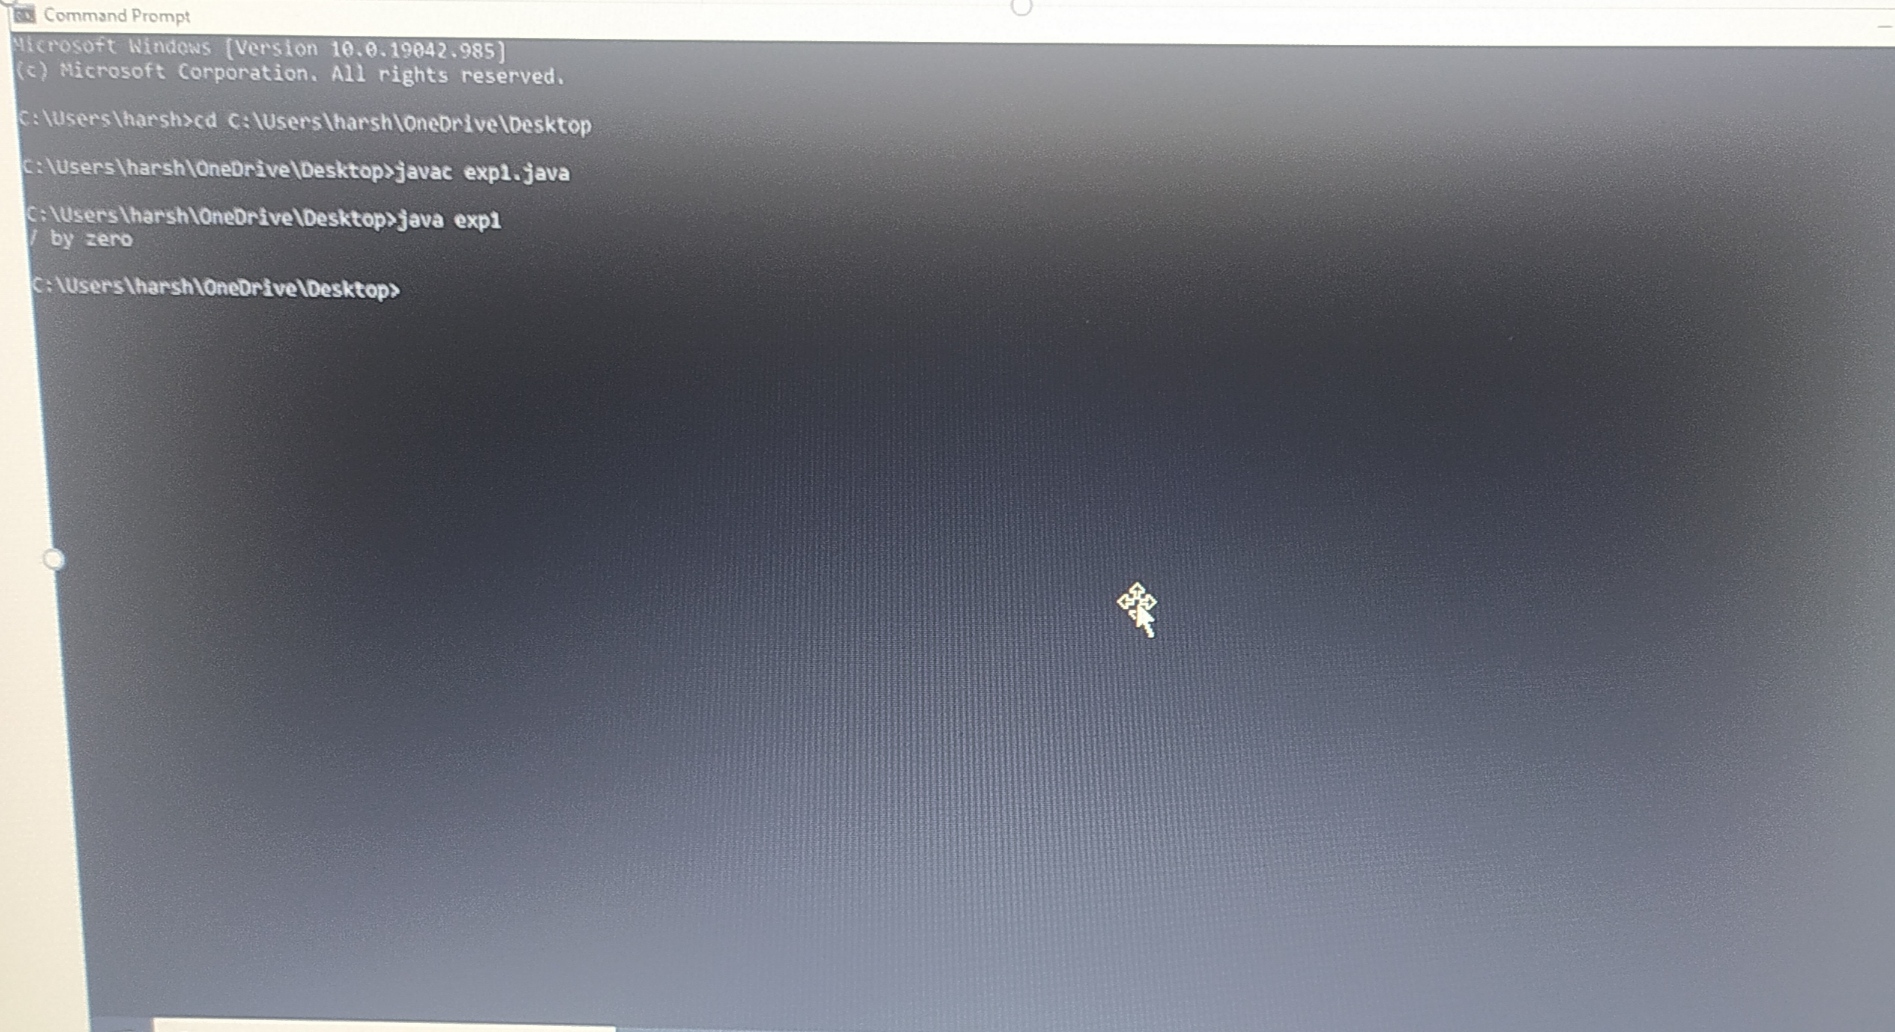 Command Prompt
Microsoft Windows [Version 10.0.19042.985]
(c) Microsoft Corporation. All rights reserved.
C:\Users\harsh>cd C:\Users\harsh\OneDrive\Desktop
C:\Users\harsh\OneDrive\Desktop>javac exp1.java
C:\Users\harsh\OneDrive\Desktop>java exp1
/ by zero
C:\Users\harsh\OneDrive\Desktop>